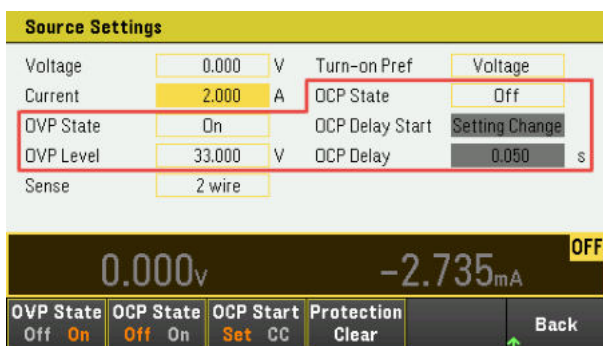 Source Settings
Voltage 0.000 V Turn-on Pref Voltage
Current 2.000 A OCP State Off
OVP State On OCP Delay Start Setting Change
OVP Level 33.000 V OCP Delay 0.050 s
Sense 2 wire
OFF
0.000V -2.735mA
OVP State OCP State OCP Start Protection
Off On Off On Set CC Clear Back